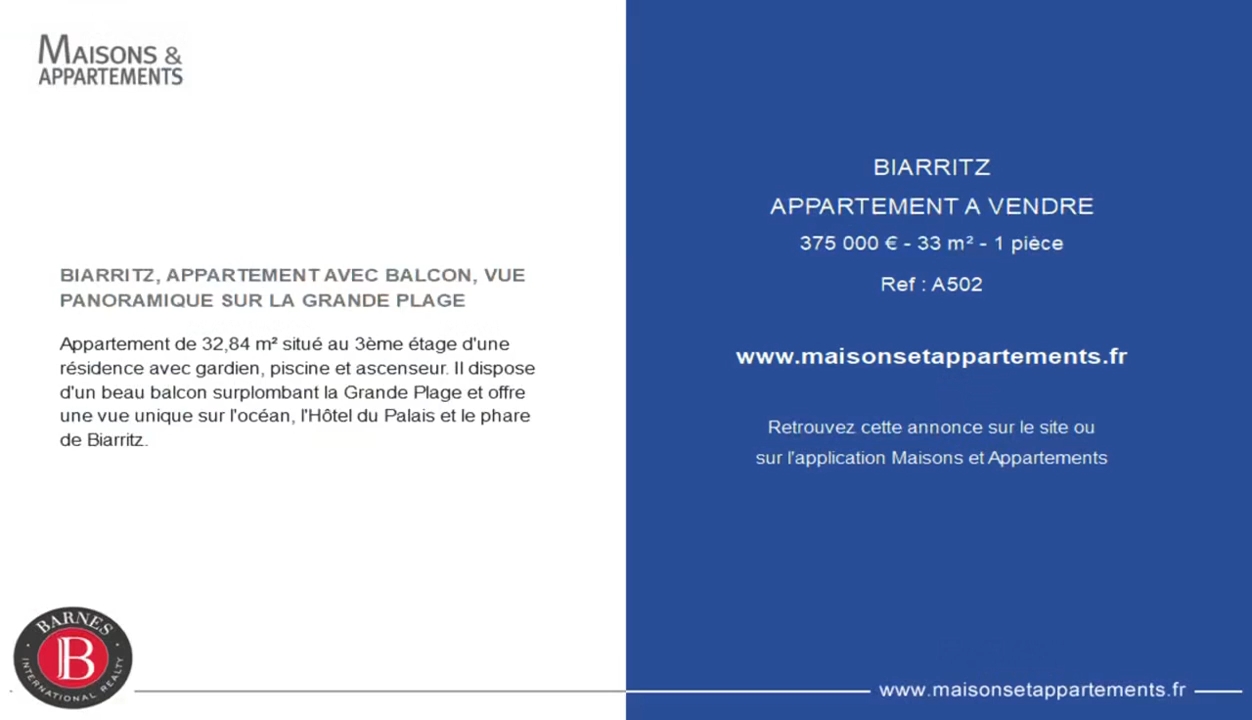 MAISONS &
APPARTEMENTS
BIARRITZ, APPARTEMENT AVEC BALCON, VUE
PANORAMIQUE SUR LA GRANDE PLAGE
Appartement de 32,84 m² situé au 3ème étage d'une
résidence avec gardien, piscine et ascenseur. Il dispose
d'un beau balcon surplombant la Grande Plage et offre
une vue unique sur l'océan, l'Hôtel du Palais et le phare
de Biarritz.
BARNES
B
INTERNATIONAL REALTY
BIARRITZ
APPARTEMENT A VENDRE
375 000 € - 33 m² - 1 pièce
Ref : A502
www.maisonsetappartements.fr
Retrouvez cette annonce sur le site ou
sur l'application Maisons et Appartements
www.maisonsetappartements.fr